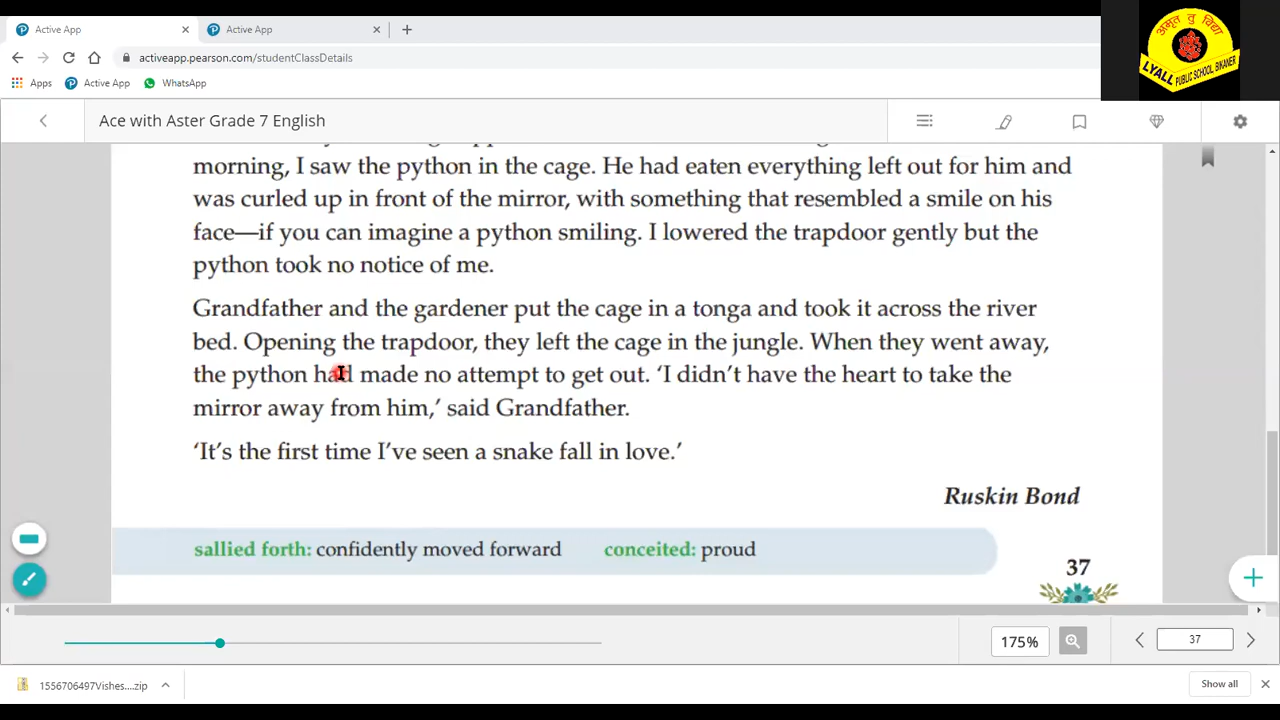 Active App
Active App
activeapp.pearson.com/studentClassDetails
Apps Active App WhatsApp
अमृतं तु विद्या
LYALL PUBLIC SCHOOL BIKANER
Ace with Aster Grade 7 English
morning, I saw the python in the cage. He had eaten everything left out for him and
was curled up in front of the mirror, with something that resembled a smile on his
face—if you can imagine a python smiling. I lowered the trapdoor gently but the
python took no notice of me.
Grandfather and the gardener put the cage in a tonga and took it across the river
bed. Opening the trapdoor, they left the cage in the jungle. When they went away,
the python had made no attempt to get out. ‘I didn’t have the heart to take the
mirror away from him,’ said Grandfather.
‘It’s the first time I’ve seen a snake fall in love.’
Ruskin Bond
sallied forth: confidently moved forward conceited: proud
37
175%
37
1556706497Vishes....zip
Show all